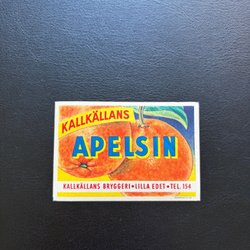 KALLKÄLLANS
APELSIN
KALLKÄLLANS BRYGGERI • LILLA EDET • TEL. 154